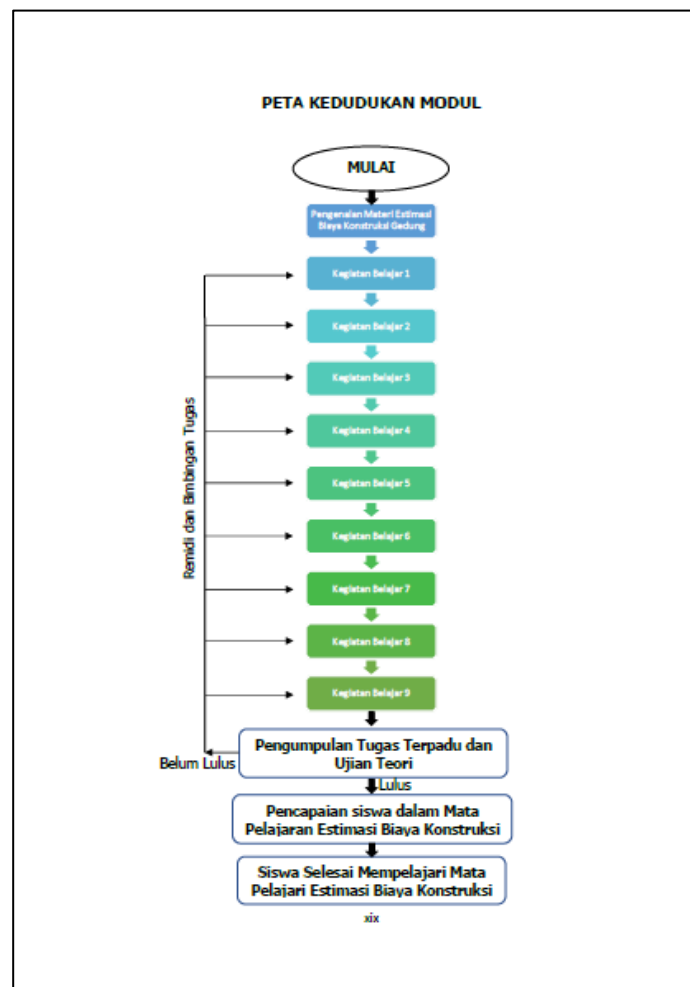 PETA KEDUDUKAN MODUL
MULAI
Pengenalan Materi Estimasi
Biaya Konstruksi Gedung
Kegiatan Belajar 1
Kegiatan Belajar 2
Kegiatan Belajar 3
Kegiatan Belajar 4
Kegiatan Belajar 5
Kegiatan Belajar 6
Kegiatan Belajar 7
Kegiatan Belajar 8
Kegiatan Belajar 9
Remidi dan Bimbingan Tugas
Pengumpulan Tugas Terpadu dan
Ujian Teori
Belum Lulus
Lulus
Pencapaian siswa dalam Mata
Pelajaran Estimasi Biaya Konstruksi
Siswa Selesai Mempelajari Mata
Pelajari Estimasi Biaya Konstruksi
xix